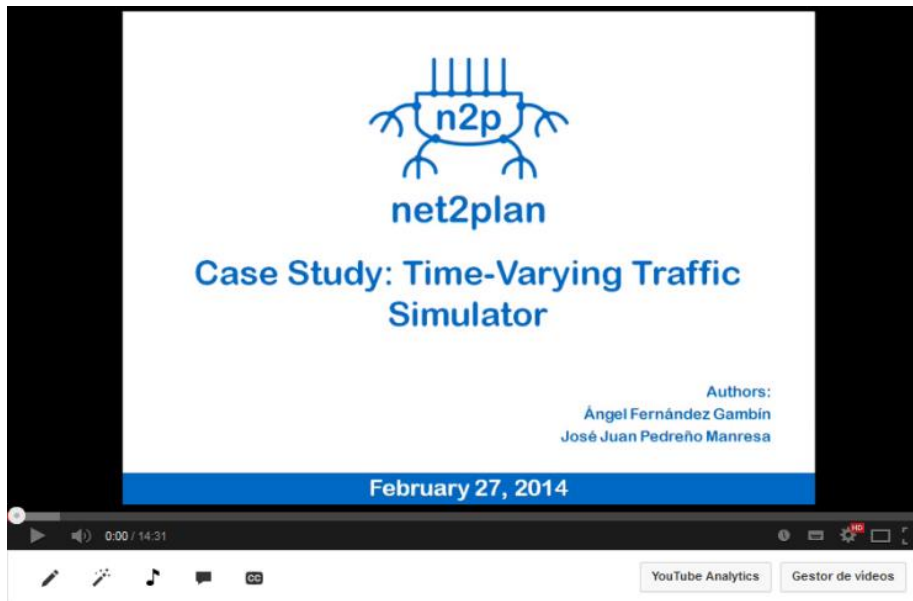 n2p
net2plan
Case Study: Time-Varying Traffic
Simulator
Authors:
Ángel Fernández Gambín
José Juan Pedreño Manresa
February 27, 2014
0:00 / 14:31
HD
CC
YouTube Analytics
Gestor de vídeos